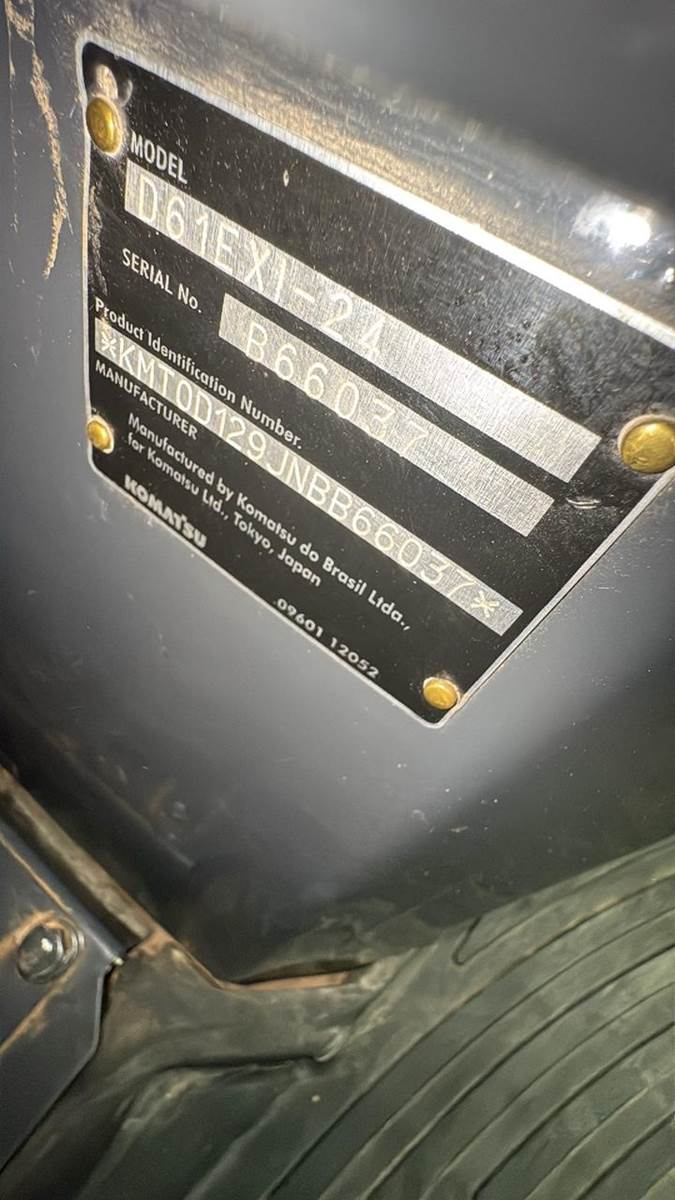 MODEL
D61EXI-24
SERIAL No.
B66037
Product Identification Number.
*KMT0D129JNBB66037*
MANUFACTURER
Manufactured by Komatsu do Brasil Ltda.,
for Komatsu Ltd., Tokyo, Japan
KOMATSU
09601 12052